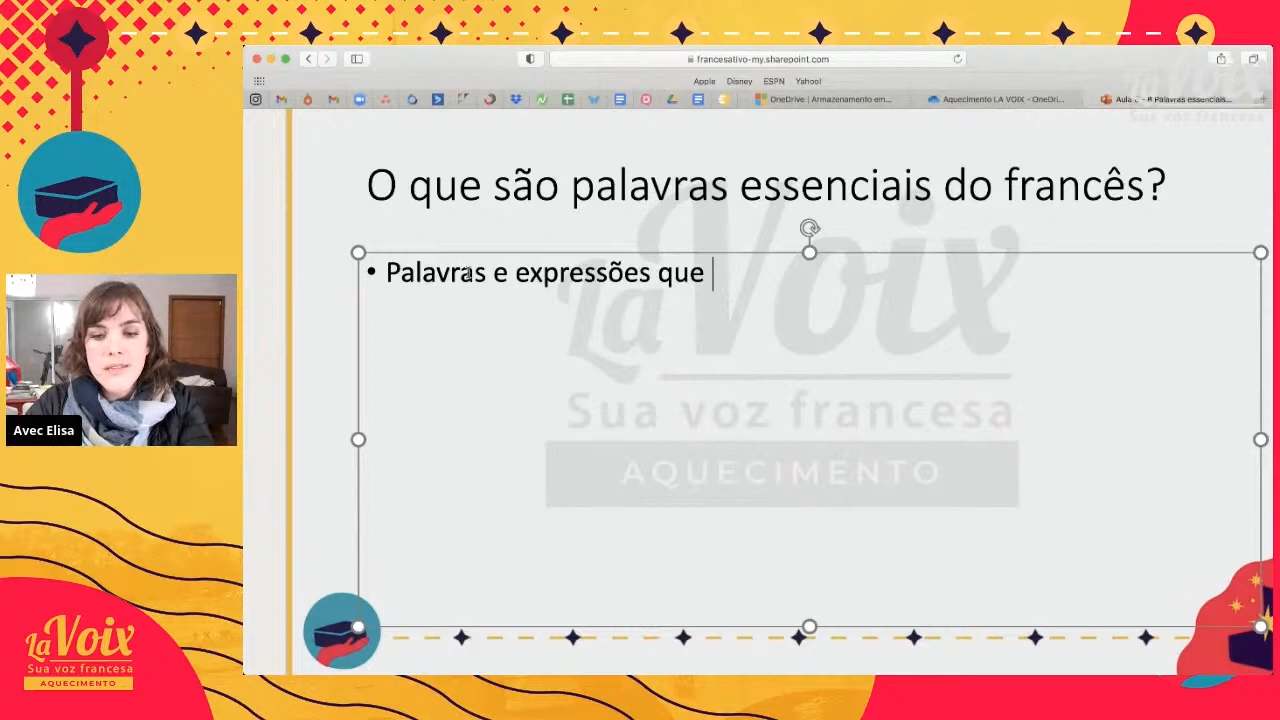 francesativo-my.sharepoint.com
Apple Disney ESPN Yahoo!
OneDrive | Armazenamento em...
Aquecimento LA VOIX - OneDri...
Palavras essenciais...
O que são palavras essenciais do francês?
• Palavras e expressões que
La Voix
Sua voz francesa
AQUECIMENTO
Avec Elisa
La Voix
Sua voz francesa
AQUECIMENTO